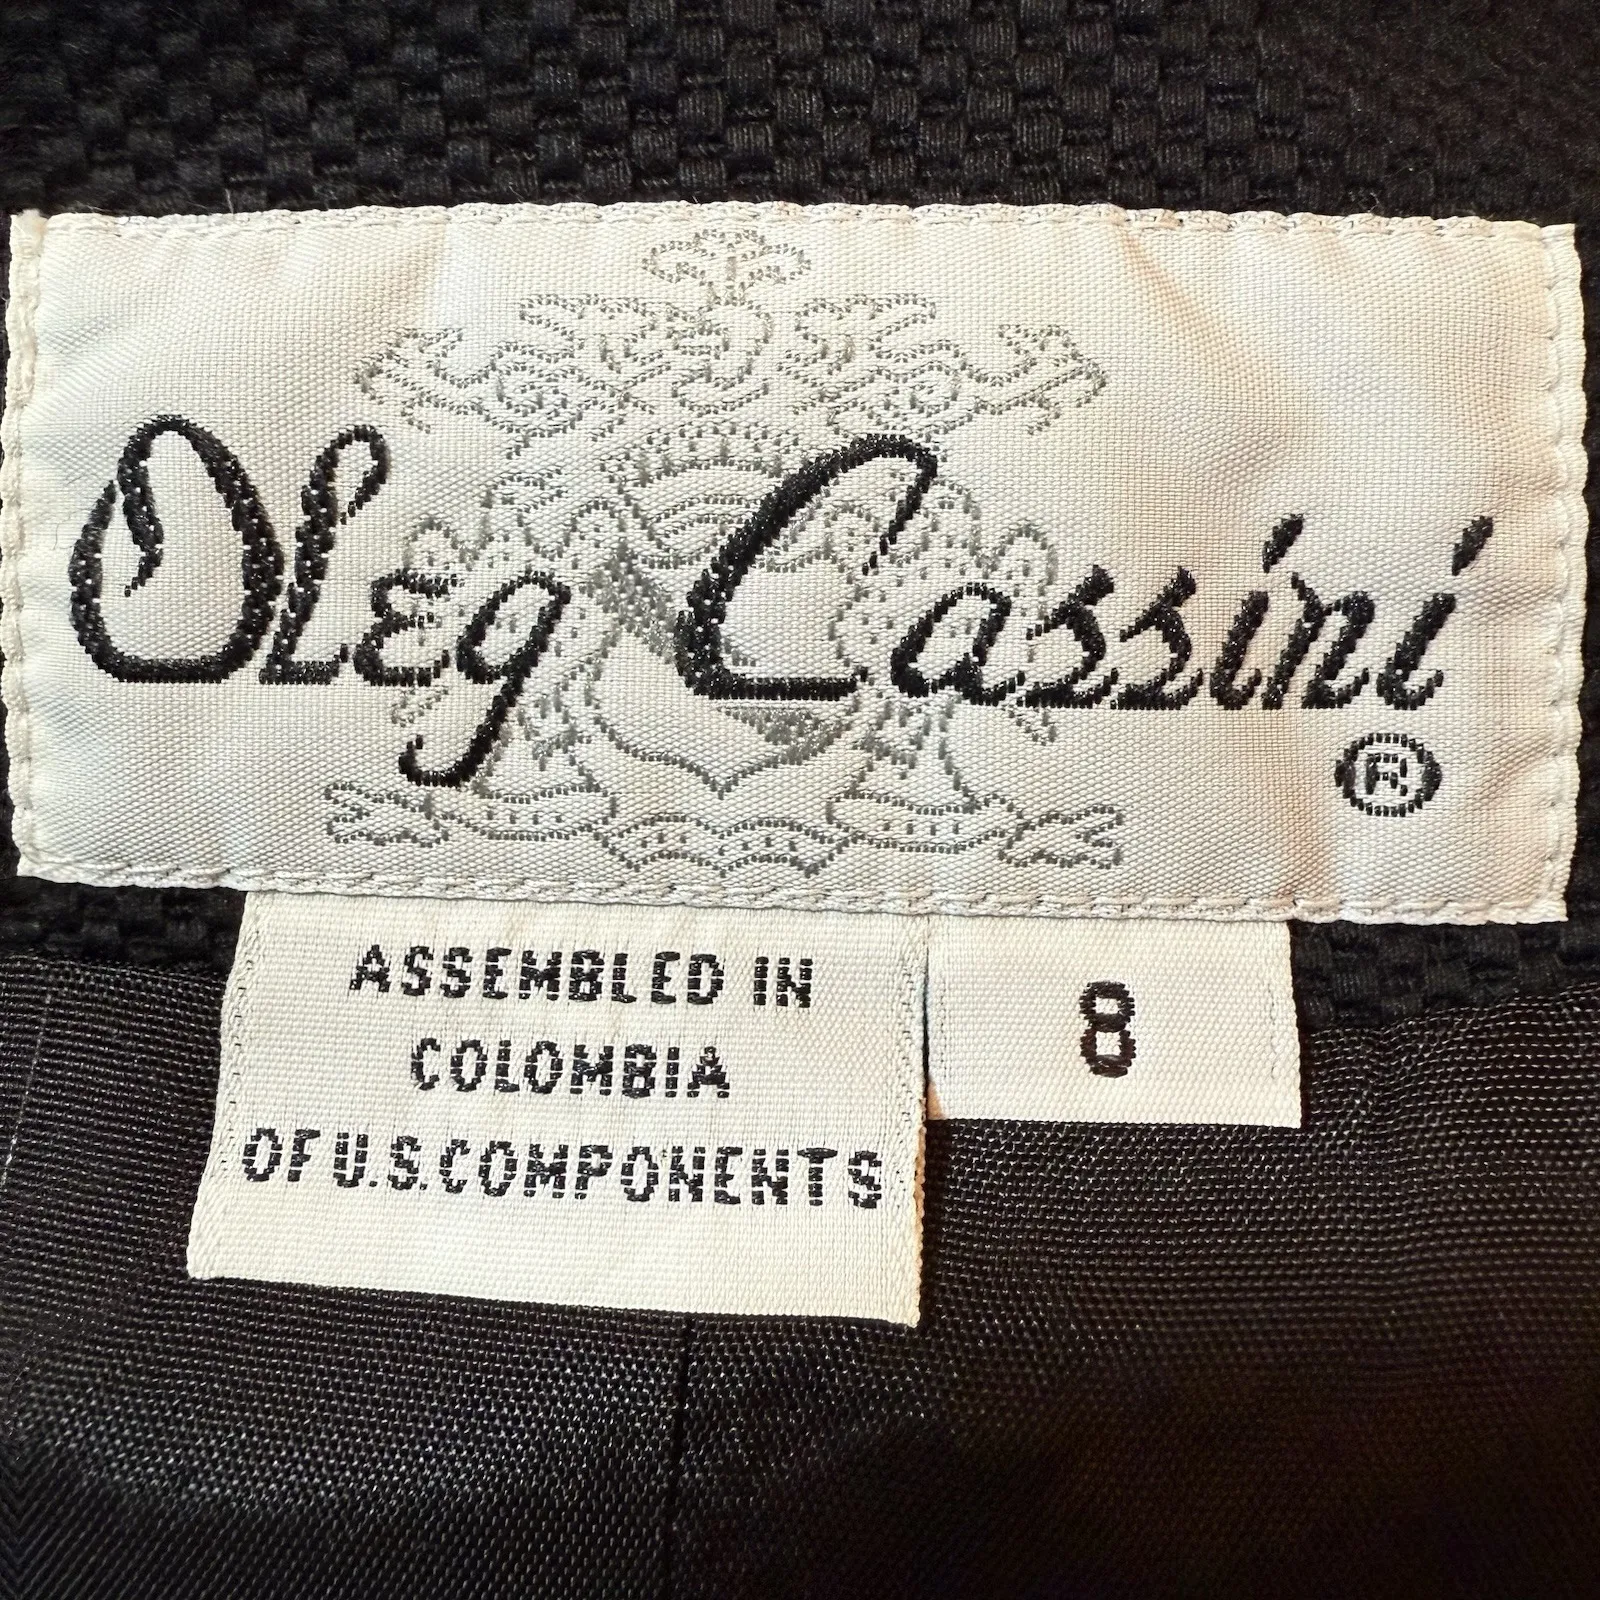 Oleg Cassini
®
ASSEMBLED IN
COLOMBIA
OF U.S.COMPONENTS
8